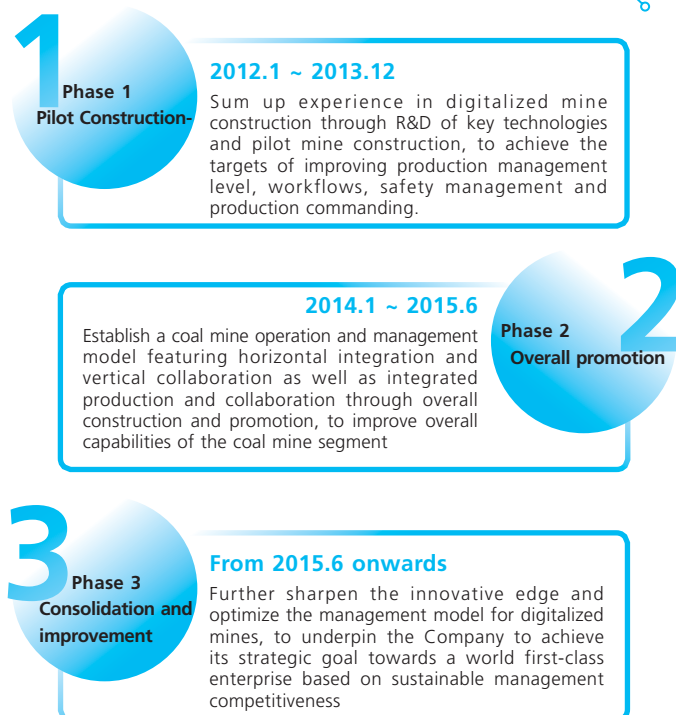 1
Phase 1
Pilot Construction-
2012.1 ~ 2013.12
Sum up experience in digitalized mine
construction through R&D of key technologies
and pilot mine construction, to achieve the
targets of improving production management
level, workflows, safety management and
production commanding.
2014.1 ~ 2015.6
Establish a coal mine operation and management
model featuring horizontal integration and
vertical collaboration as well as integrated
production and collaboration through overall
construction and promotion, to improve overall
capabilities of the coal mine segment
2
Phase 2
Overall promotion
3
Phase 3
Consolidation and
improvement
From 2015.6 onwards
Further sharpen the innovative edge and
optimize the management model for digitalized
mines, to underpin the Company to achieve
its strategic goal towards a world first-class
enterprise based on sustainable management
competitiveness